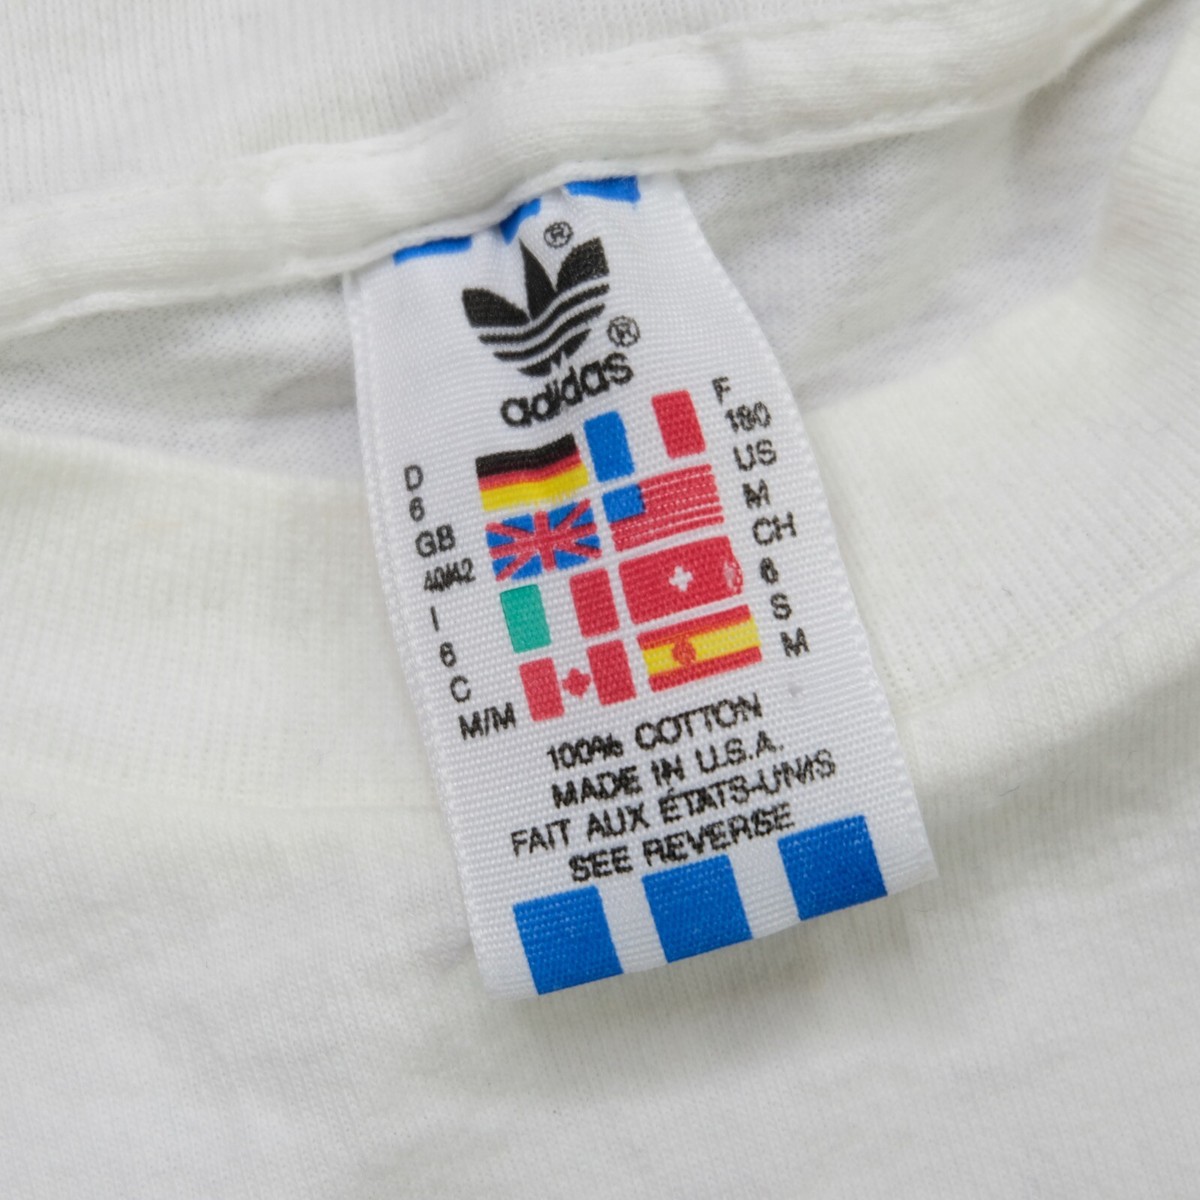 ®
®
adidas
D
6
GB
40/42
I
6
C
M/M
F
180
US
M
CH
6
S
M
100% COTTON
MADE IN U.S.A.
FAIT AUX ÉTATS-UNIS
SEE REVERSE